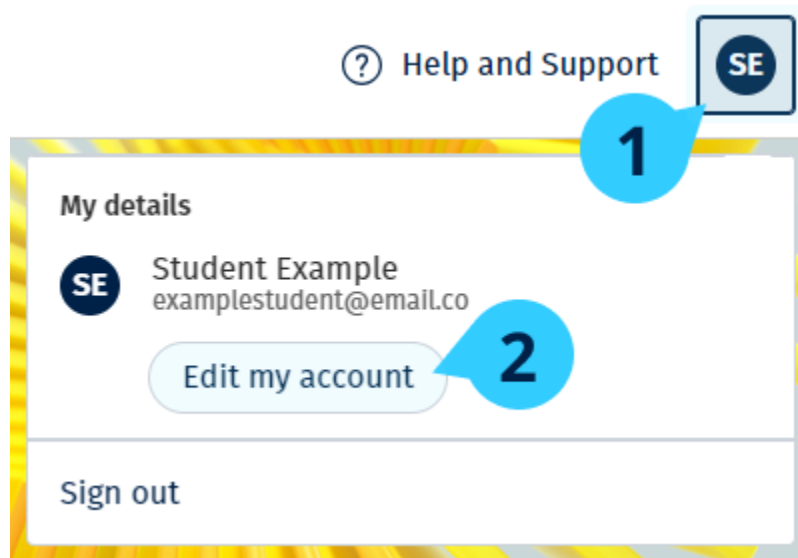 ? Help and Support SE
1
My details
SE Student Example
examplestudent@email.co
Edit my account 2
Sign out